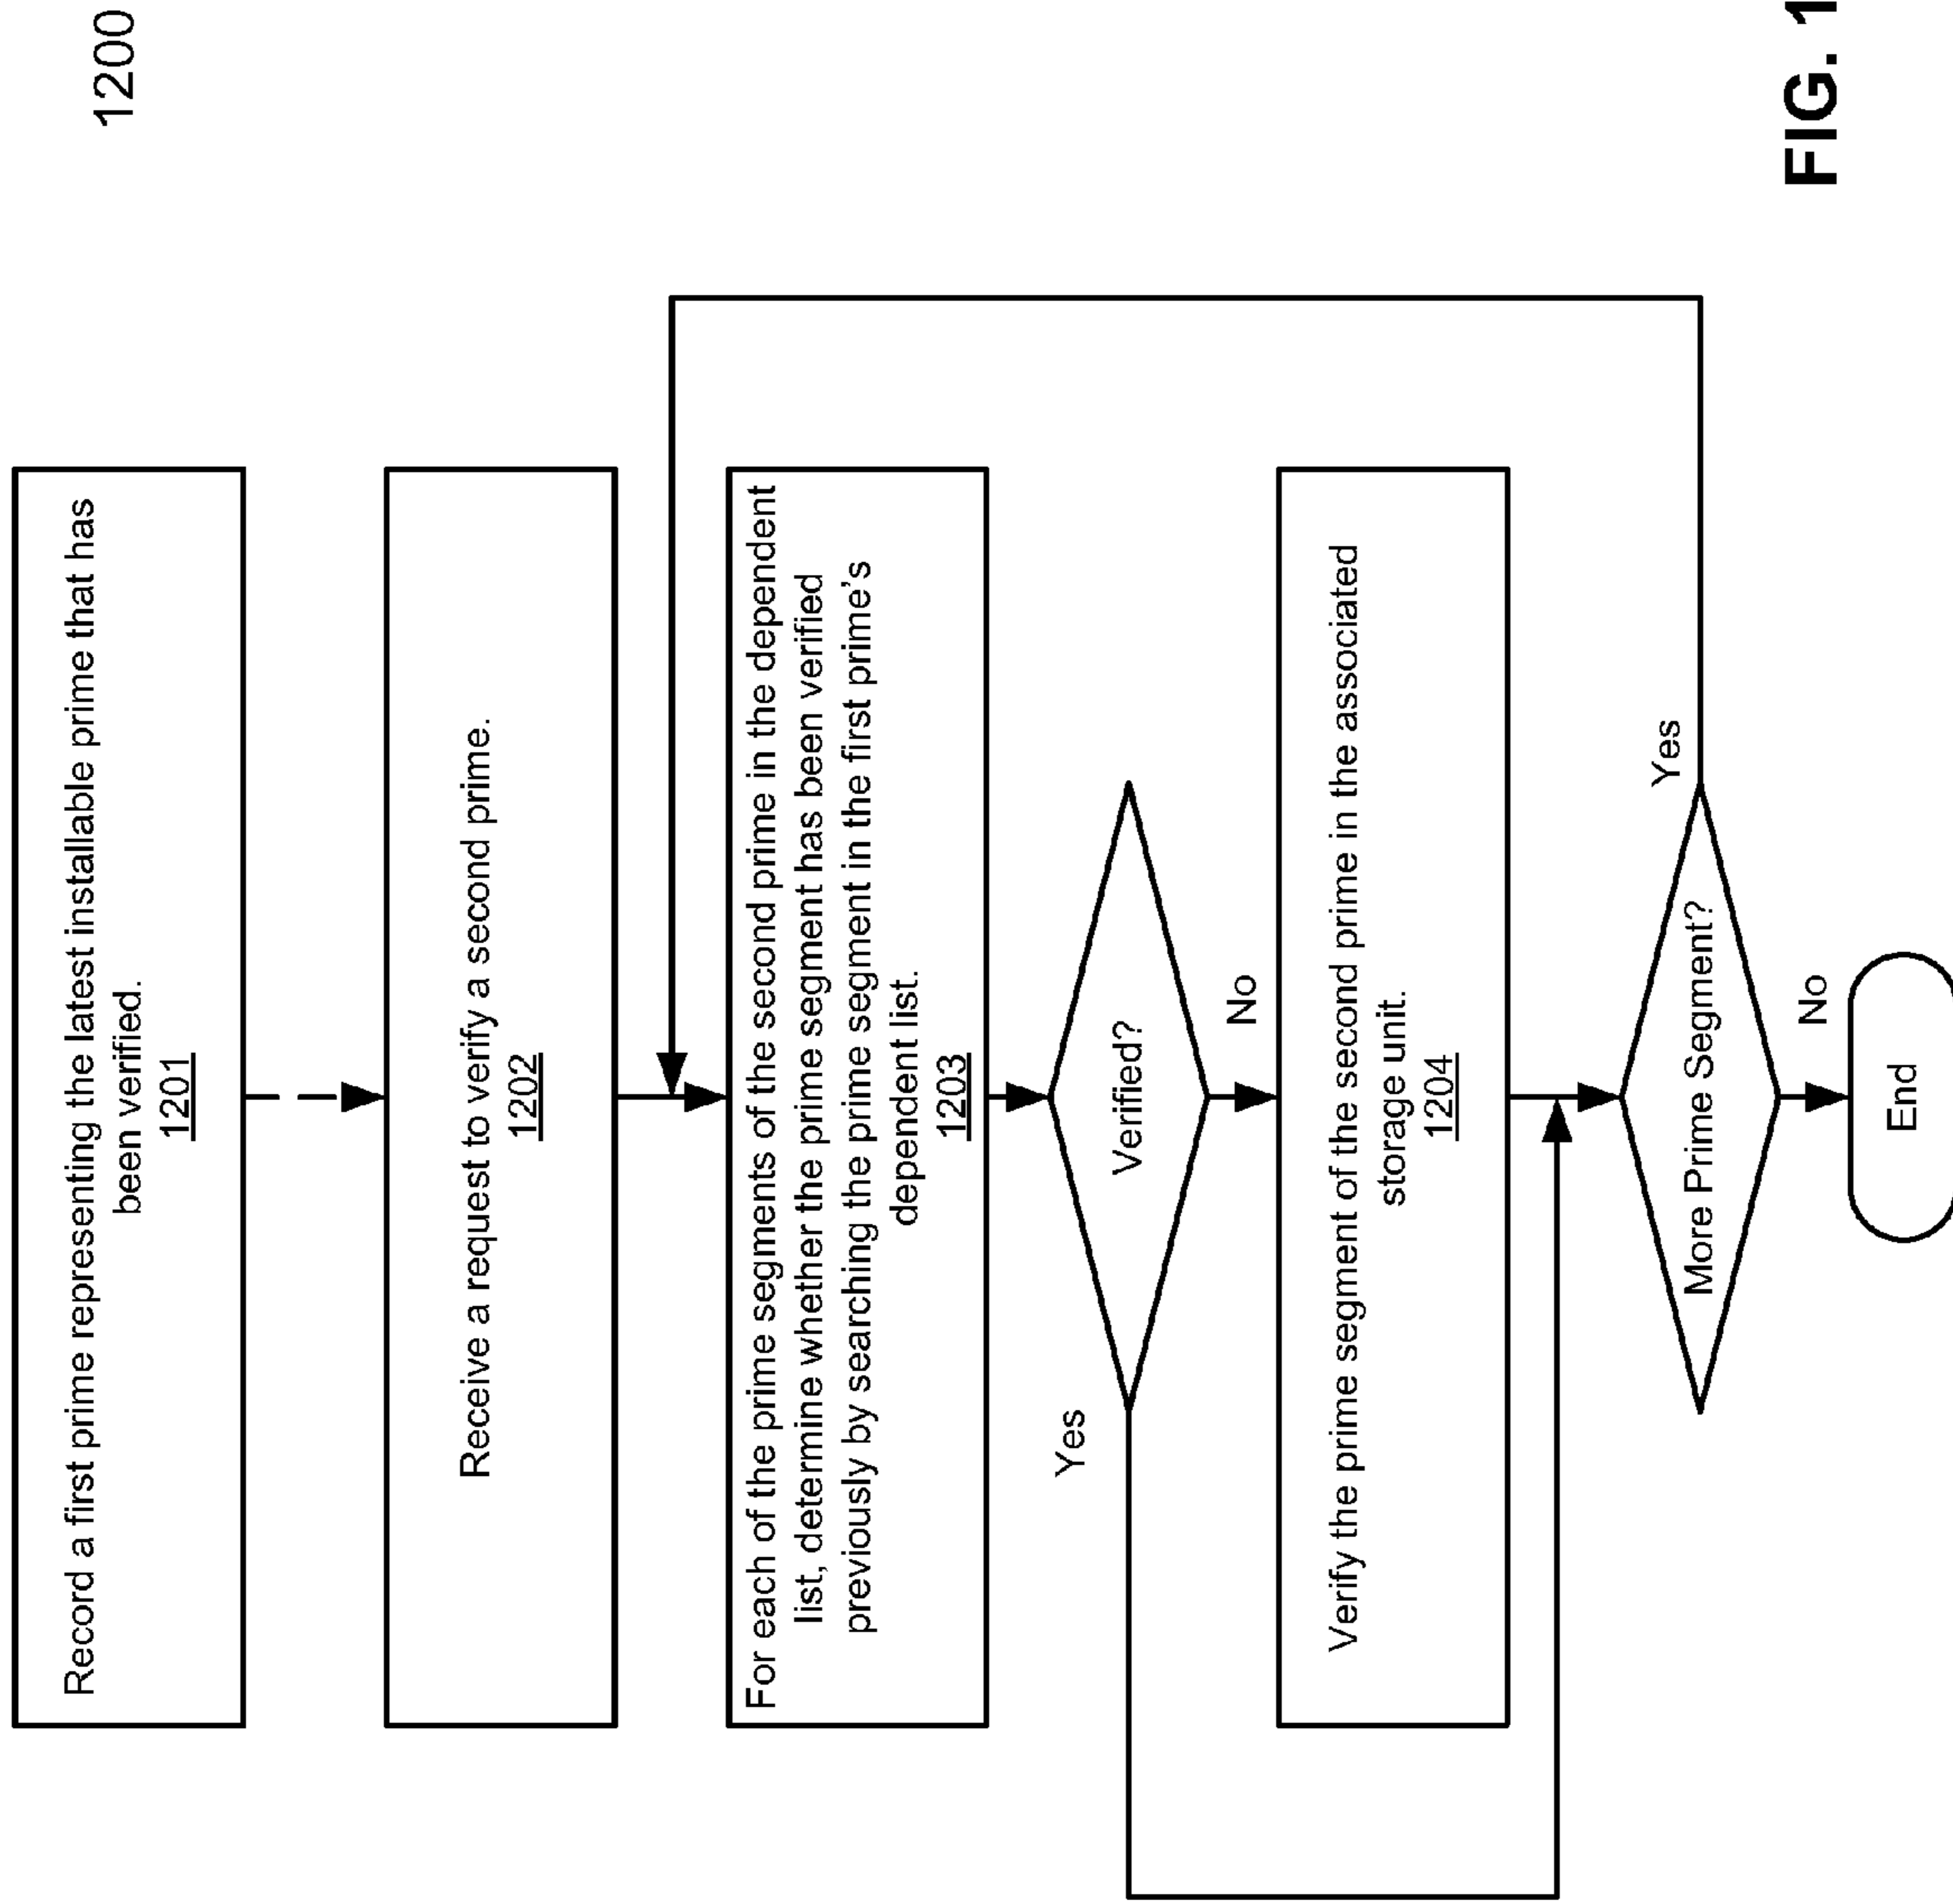 1200
Record a first prime representing the latest installable prime that has
been verified.
1201
Receive a request to verify a second prime.
1202
For each of the prime segments of the second prime in the dependent
list, determine whether the prime segment has been verified
previously by searching the prime segment in the first prime's
dependent list.
1203
Verified?
Yes
No
Verify the prime segment of the second prime in the associated
storage unit.
1204
More Prime Segment?
Yes
No
End
FIG. 1